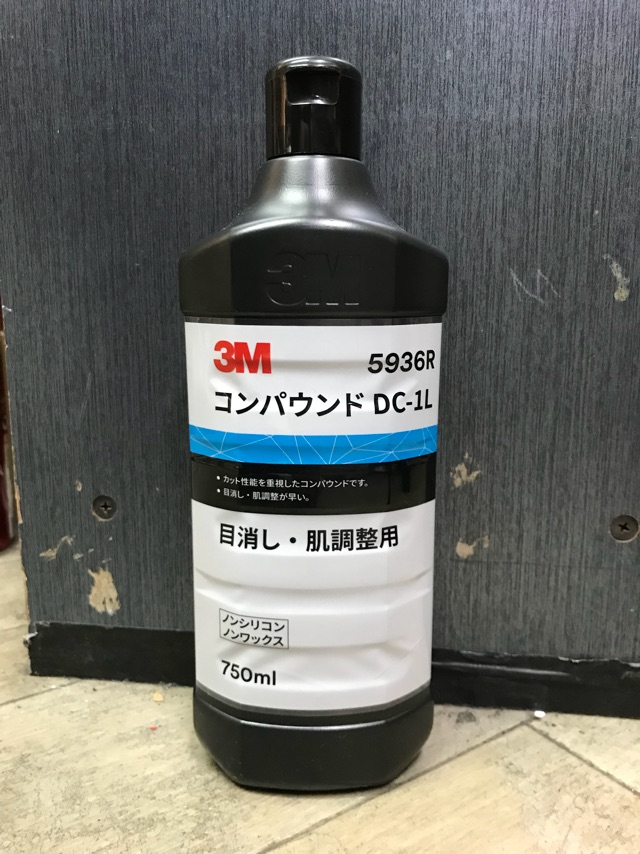 3M
3M
5936R
コンパウンド DC-1L
• カット性能を重視したコンパウンドです。
• 目消し・肌調整が早い。
目消し・肌調整用
ノンシリコン
ノンワックス
750ml